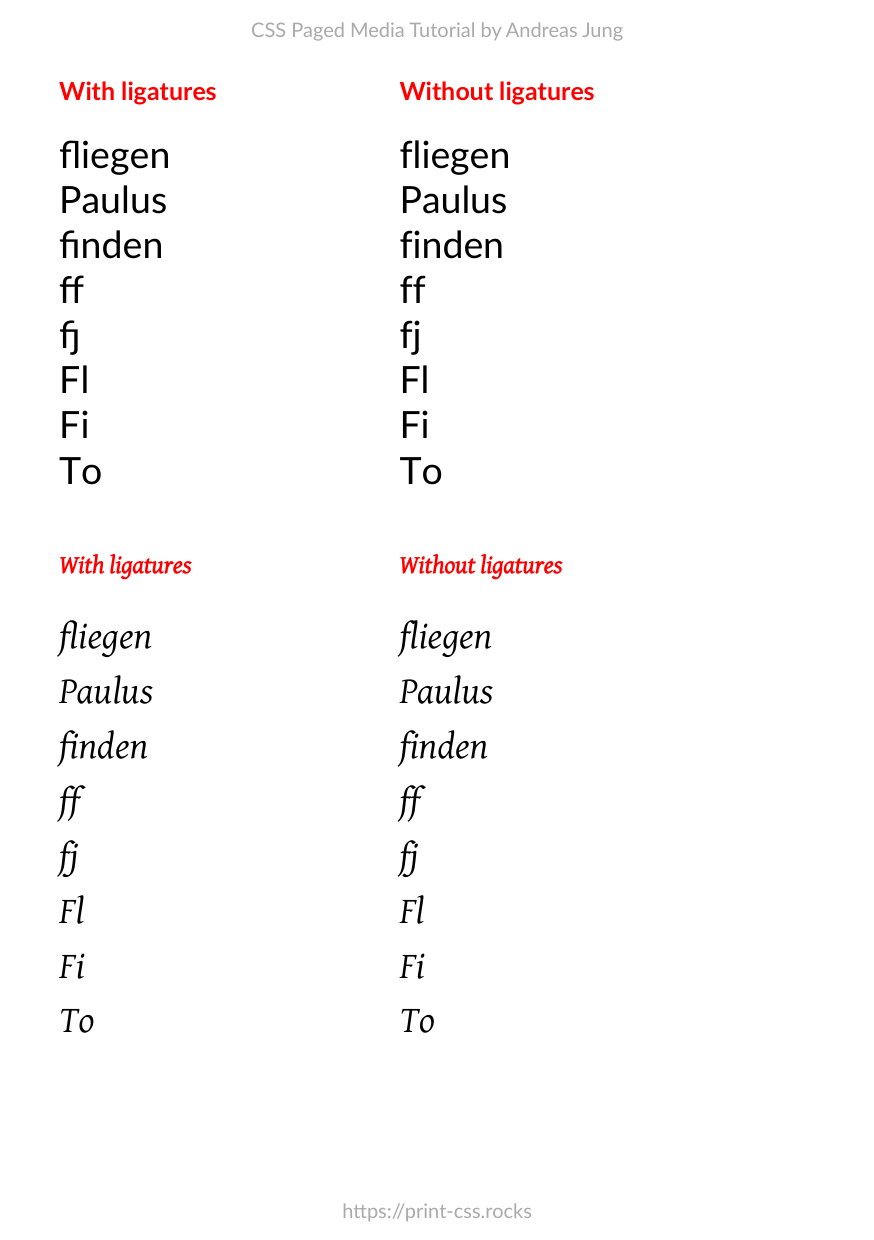 CSS Paged Media Tutorial by Andreas Jung
With ligatures
fliegen
Paulus
finden
ff
fj
Fl
Fi
To
Without ligatures
fliegen
Paulus
finden
ff
fj
Fl
Fi
To
With ligatures
fliegen
Paulus
finden
ff
fj
Fl
Fi
To
Without ligatures
fliegen
Paulus
finden
ff
fj
Fl
Fi
To
https://print-css.rocks